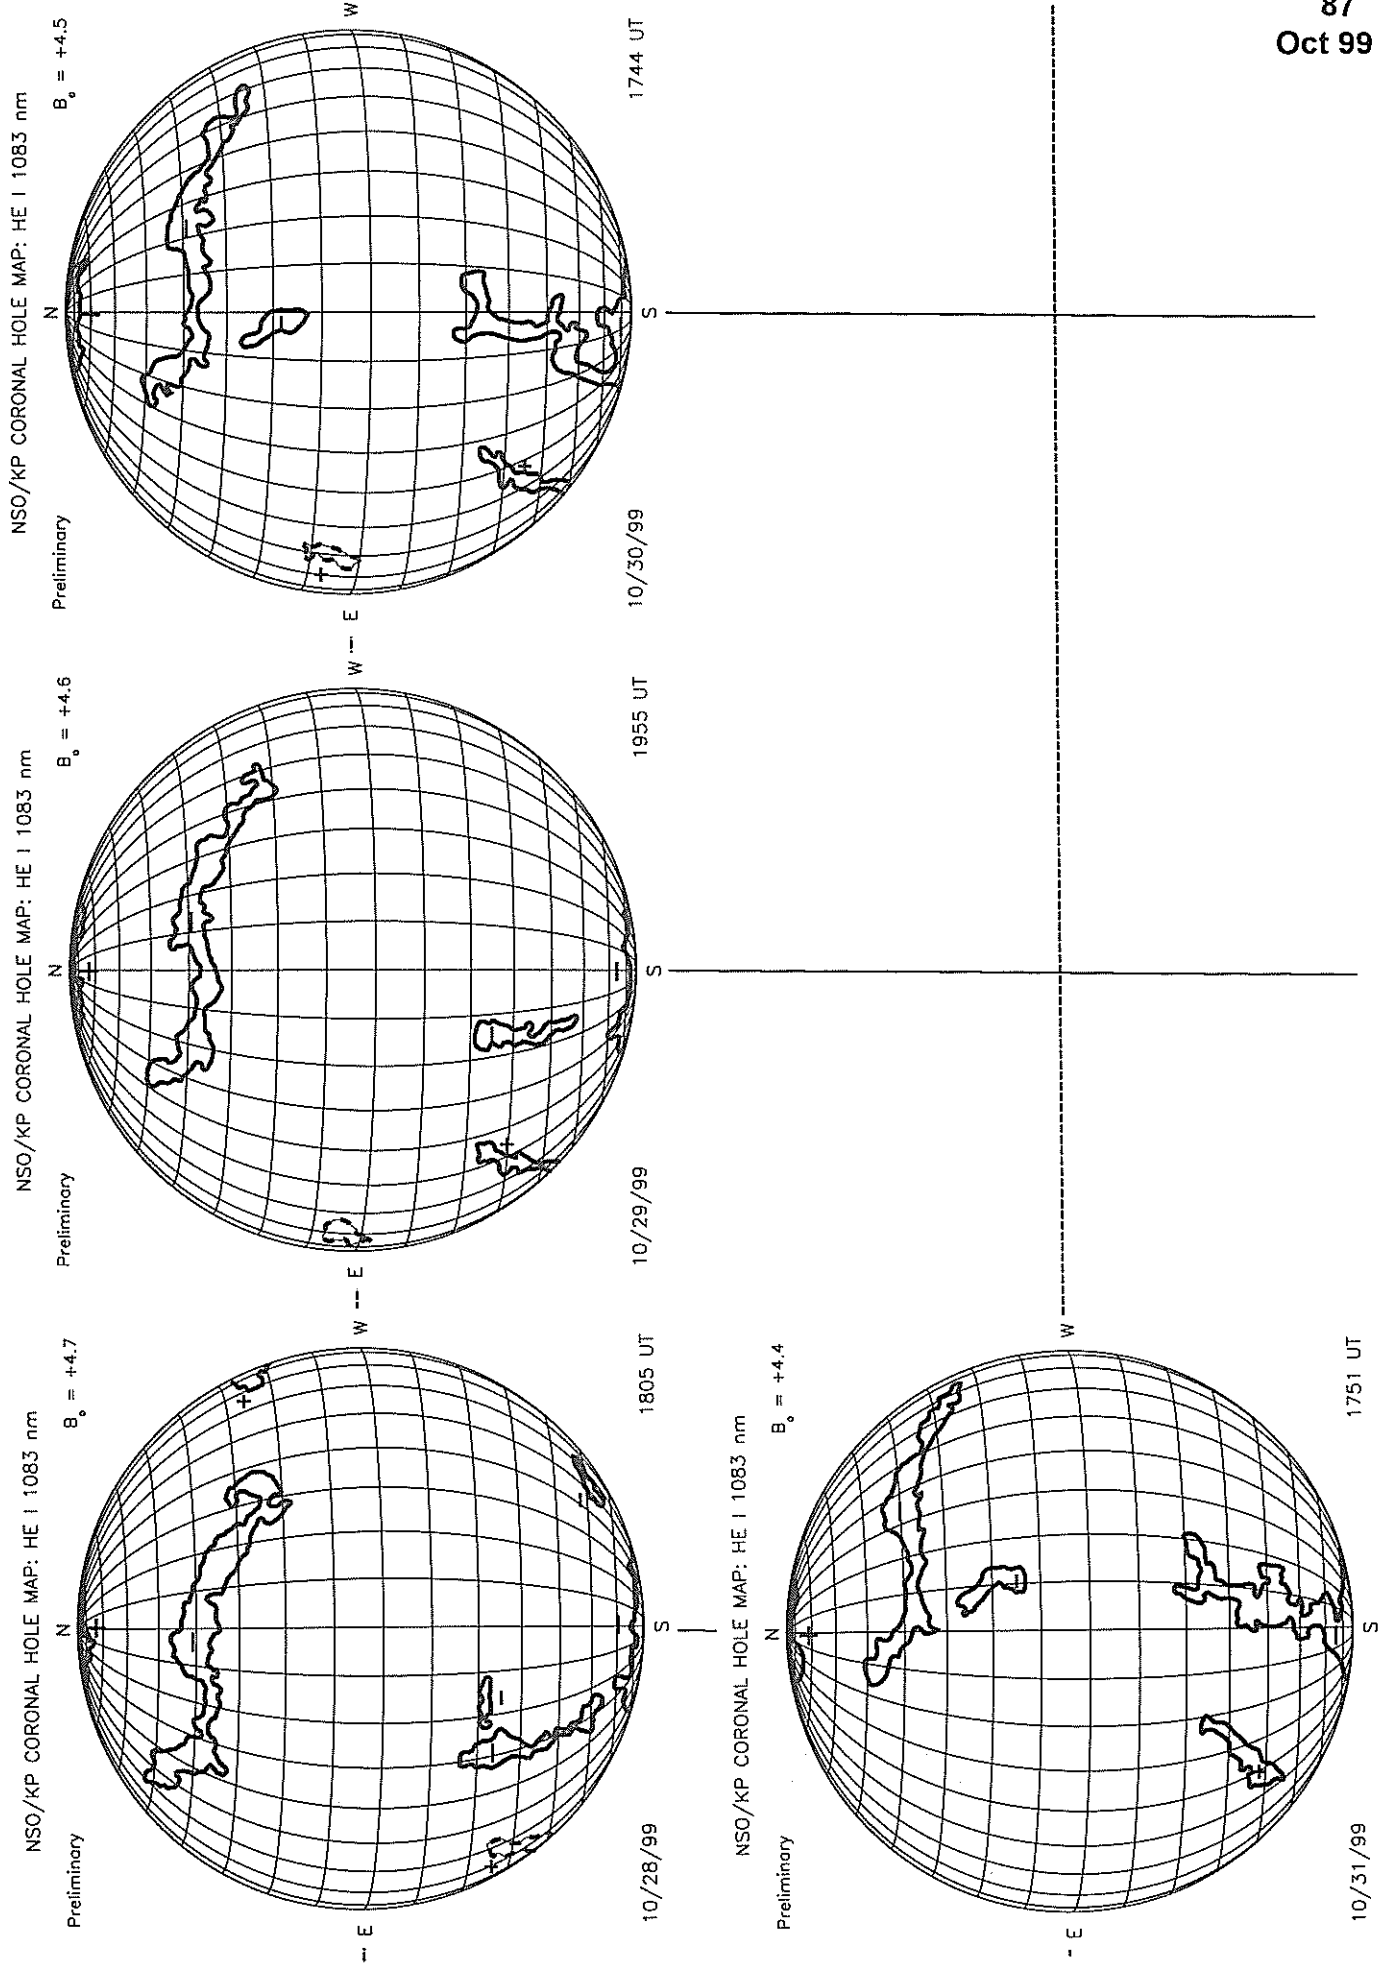 87
Oct 99
NSO/KP CORONAL HOLE MAP: HE I 1083 nm
Preliminary
B₀ = +4.7
N
E
W
S
10/28/99
1805 UT
NSO/KP CORONAL HOLE MAP: HE I 1083 nm
Preliminary
B₀ = +4.6
N
E
W
S
10/29/99
1955 UT
NSO/KP CORONAL HOLE MAP: HE I 1083 nm
Preliminary
B₀ = +4.5
N
E
W
S
10/30/99
1744 UT
NSO/KP CORONAL HOLE MAP: HE I 1083 nm
Preliminary
B₀ = +4.4
N
E
W
S
10/31/99
1751 UT